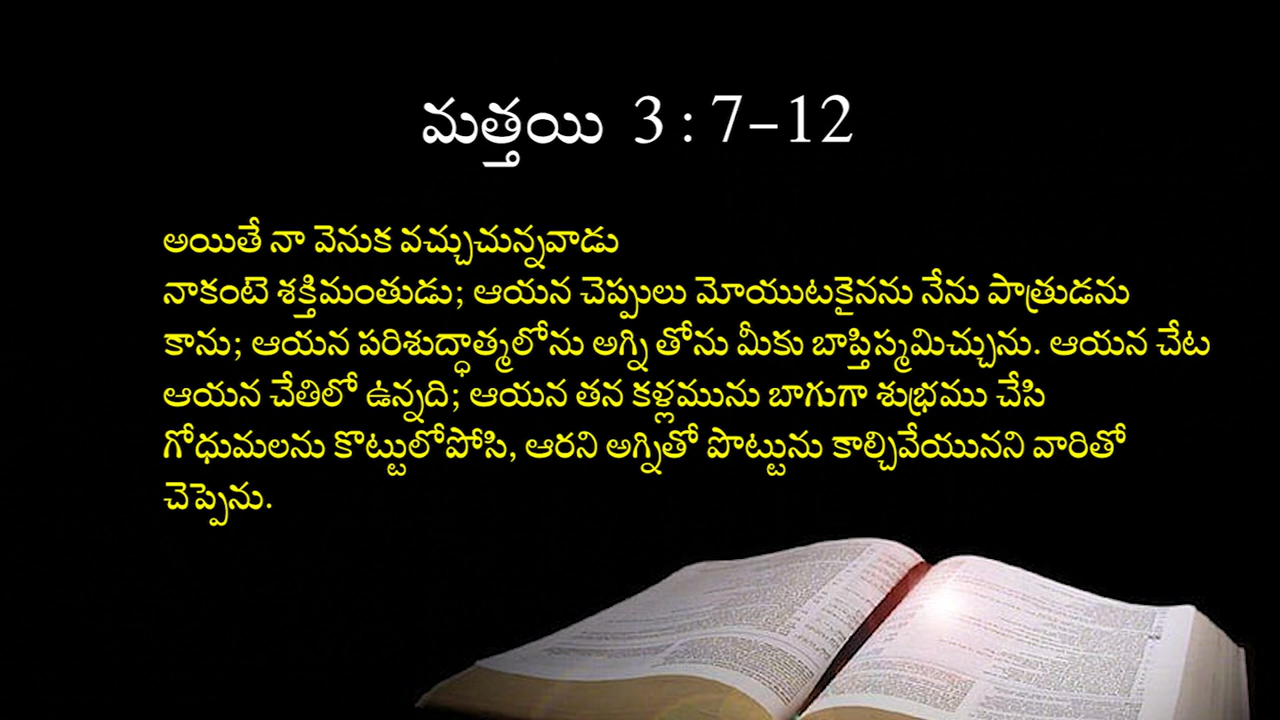 మత్తయి 3 : 7-12
అయితే నా వెనుక వచ్చుచున్నవాడు
నాకంటె శక్తిమంతుడు; ఆయన చెప్పులు మోయుటకైనను నేను పాత్రుడను
కాను; ఆయన పరిశుద్ధాత్మలోను అగ్ని తోను మీకు బాప్తిస్మమిచ్చును. ఆయన చేట
ఆయన చేతిలో ఉన్నది; ఆయన తన కళ్లమును బాగుగా శుభ్రము చేసి
గోధుమలను కొట్టులోపోసి, ఆరని అగ్నితో పొట్టును కాల్చివేయునని వారితో
చెప్పెను.